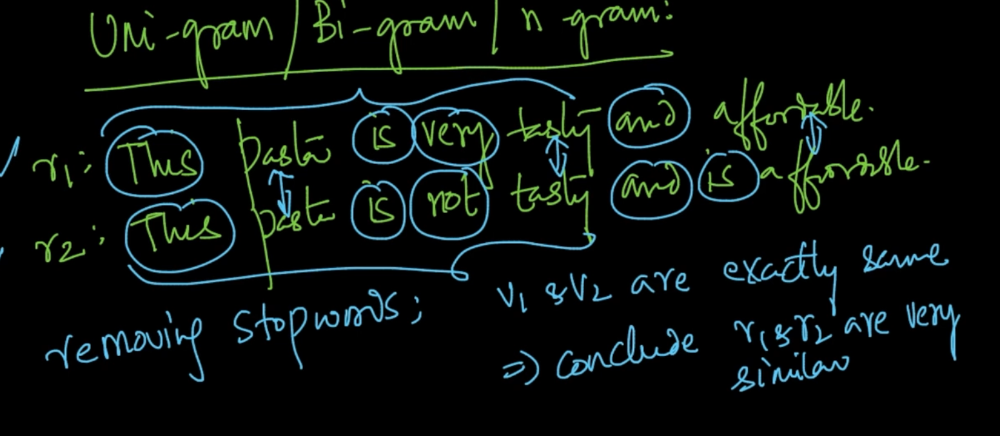 Uni-gram / Bi-gram / n gram:
r1: This pasta is very tasty and affordable.
r2: This pasta is not tasty and is affordable.
removing stopwords;
v1 & v2 are exactly same
⇒ conclude r1 & r2 are very
similar